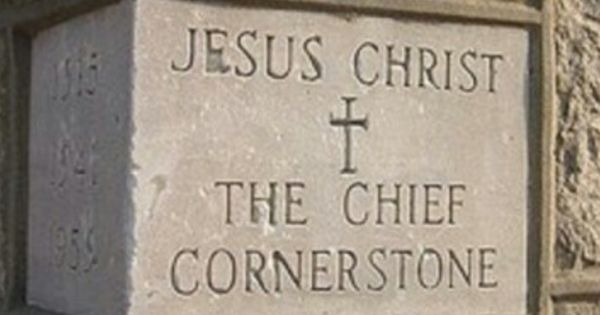 JESUS CHRIST
THE CHIEF
CORNERSTONE